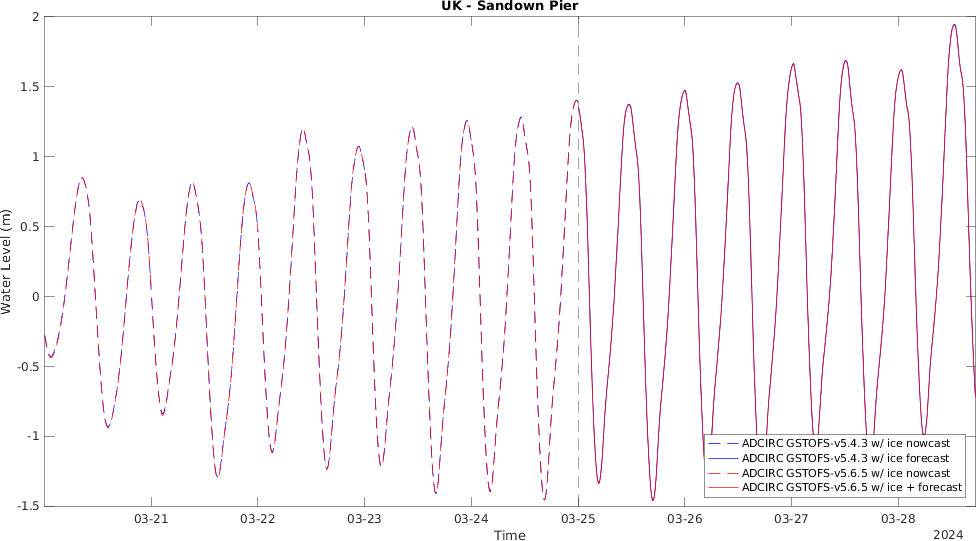 UK - Sandown Pier
2
1.5
1
0.5
0
-0.5
-1
-1.5
Water Level (m)
03-21 03-22 03-23 03-24 03-25 03-26 03-27 03-28
Time
2024
ADCIRC GSTOFS-v5.4.3 w/ ice nowcast
ADCIRC GSTOFS-v5.4.3 w/ ice forecast
ADCIRC GSTOFS-v5.6.5 w/ ice nowcast
ADCIRC GSTOFS-v5.6.5 w/ ice + forecast